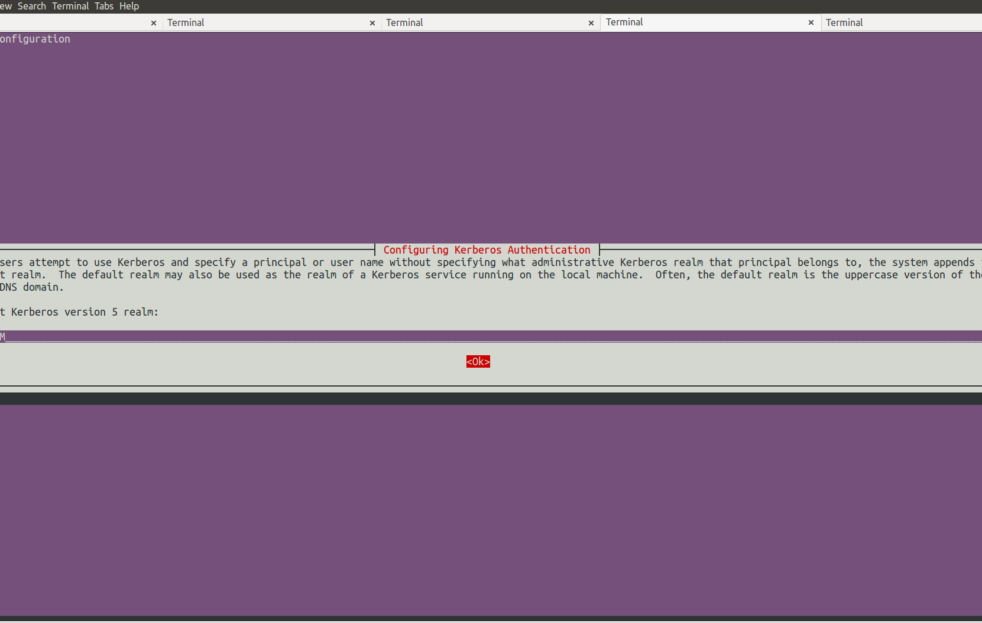 ew Search Terminal Tabs Help
× Terminal × Terminal × Terminal × Terminal
onfiguration
Configuring Kerberos Authentication
sers attempt to use Kerberos and specify a principal or user name without specifying what administrative Kerberos realm that principal belongs to, the system appends
t realm. The default realm may also be used as the realm of a Kerberos service running on the local machine. Often, the default realm is the uppercase version of the
DNS domain.
t Kerberos version 5 realm:
M
<Ok>